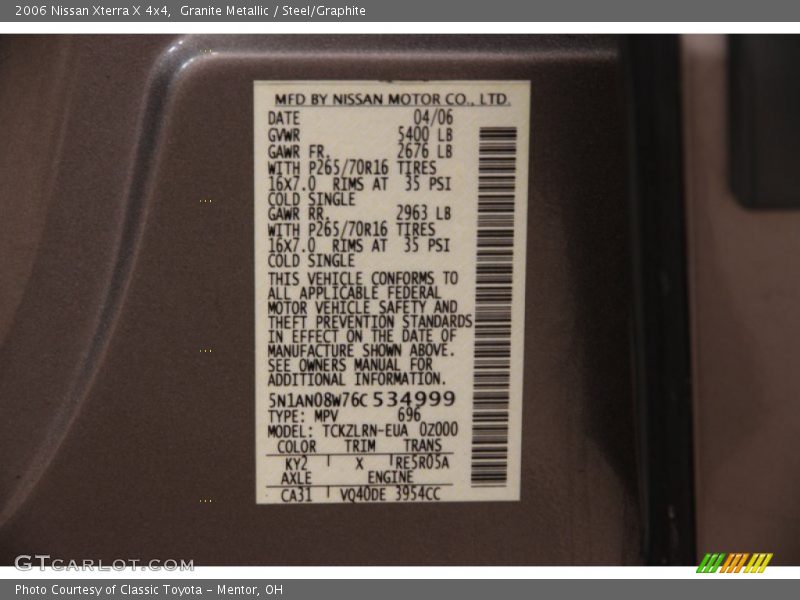 2006 Nissan Xterra X 4x4,  Granite Metallic / Steel/Graphite
MFD BY NISSAN MOTOR CO., LTD.
DATE 04/06
GVWR 5400 LB
GAWR FR. 2676 LB
WITH P265/70R16 TIRES
16X7.0 RIMS AT 35 PSI
COLD SINGLE
GAWR RR. 2963 LB
WITH P265/70R16 TIRES
16X7.0 RIMS AT 35 PSI
COLD SINGLE
THIS VEHICLE CONFORMS TO
ALL APPLICABLE FEDERAL
MOTOR VEHICLE SAFETY AND
THEFT PREVENTION STANDARDS
IN EFFECT ON THE DATE OF
MANUFACTURE SHOWN ABOVE.
SEE OWNERS MANUAL FOR
ADDITIONAL INFORMATION.
5N1AN08W76C 534999
TYPE: MPV 696
MODEL: TCKZLRN-EUA 0Z000
COLOR TRIM TRANS
KY2 X RE5R05A
AXLE ENGINE
CA31 VQ40DE 3954CC
GTCARLOT.COM
Photo Courtesy of Classic Toyota - Mentor, OH